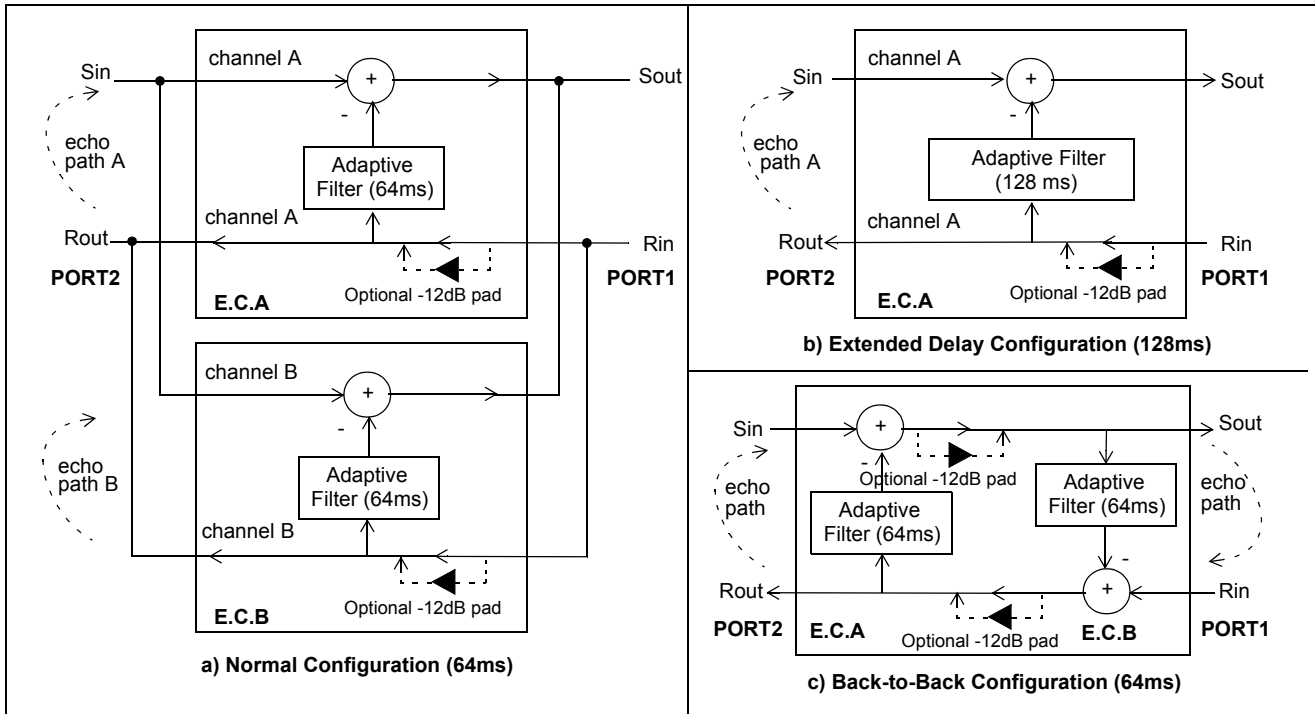 channel A
Sin
+
Sout
-
echo
path A
Adaptive
Filter (64ms)
channel A
Rout
Rin
PORT2
PORT1
Optional -12dB pad
E.C.A
channel B
+
-
echo
path B
Adaptive
Filter (64ms)
channel B
Optional -12dB pad
E.C.B
a) Normal Configuration (64ms)
channel A
Sin
+
Sout
-
echo
path A
Adaptive Filter
(128 ms)
channel A
Rout
Rin
PORT2
PORT1
Optional -12dB pad
E.C.A
b) Extended Delay Configuration (128ms)
Sin
+
Sout
-
Optional -12dB pad
echo
path
Adaptive
Filter (64ms)
Adaptive
Filter (64ms)
echo
path
-
Rout
+
Rin
PORT2
E.C.A
Optional -12dB pad
E.C.B
PORT1
c) Back-to-Back Configuration (64ms)